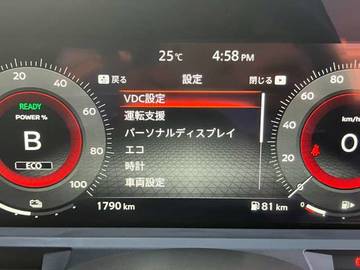 25℃ 4:58 PM
戻る 設定 閉じる
VDC設定
運転支援
パーソナルディスプレイ
エコ
時計
車両設定
20 40 60 80 100
READY
POWER %
B
ECO
20
km/h
0
1790 km
81 km